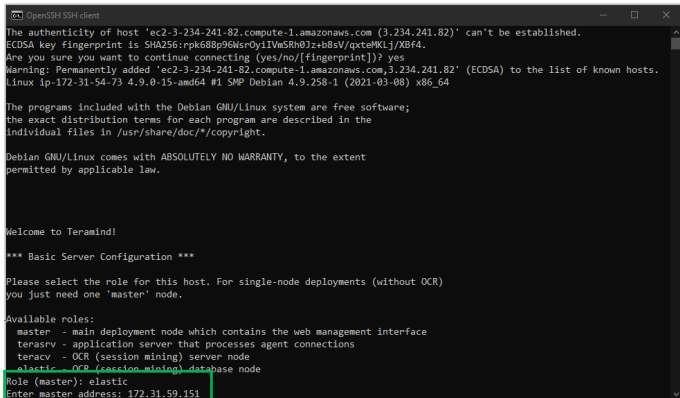 OpenSSH SSH client
The authenticity of host 'ec2-3-234-241-82.compute-1.amazonaws.com (3.234.241.82)' can't be established.
ECDSA key fingerprint is SHA256:rpk688p96WsrOyiIVmSRh0Jz+b8sV/qxteMKLj/XBf4.
Are you sure you want to continue connecting (yes/no/[fingerprint])? yes
Warning: Permanently added 'ec2-3-234-241-82.compute-1.amazonaws.com,3.234.241.82' (ECDSA) to the list of known hosts.
Linux ip-172-31-54-73 4.9.0-15-amd64 #1 SMP Debian 4.9.258-1 (2021-03-08) x86_64
The programs included with the Debian GNU/Linux system are free software;
the exact distribution terms for each program are described in the
individual files in /usr/share/doc/*/copyright.
Debian GNU/Linux comes with ABSOLUTELY NO WARRANTY, to the extent
permitted by applicable law.
Welcome to Teramind!
*** Basic Server Configuration ***
Please select the role for this host. For single-node deployments (without OCR)
you just need one 'master' node.
Available roles:
master - main deployment node which contains the web management interface
terasrv - application server that processes agent connections
teracv - OCR (session mining) server node
elastic - OCR (session mining) database node
Role (master): elastic
Enter master address: 172.31.59.151